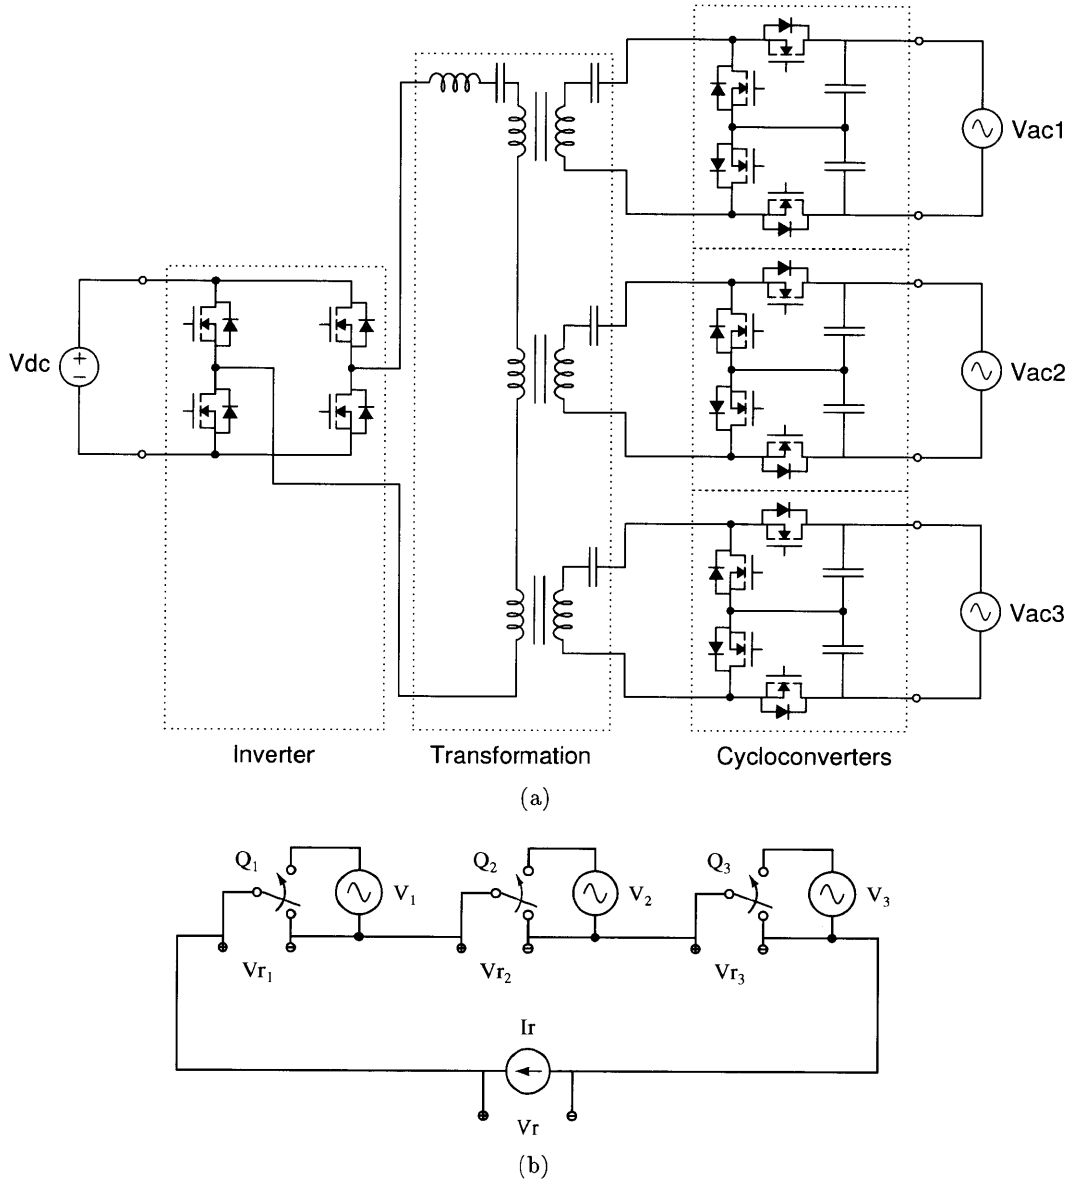 Vac1
Vdc
+
−
Vac2
Vac3
Inverter
Transformation
Cycloconverters
(a)
Q1
V1
Q2
V2
Q3
V3
Vr1
Vr2
Vr3
Ir
Vr
(b)